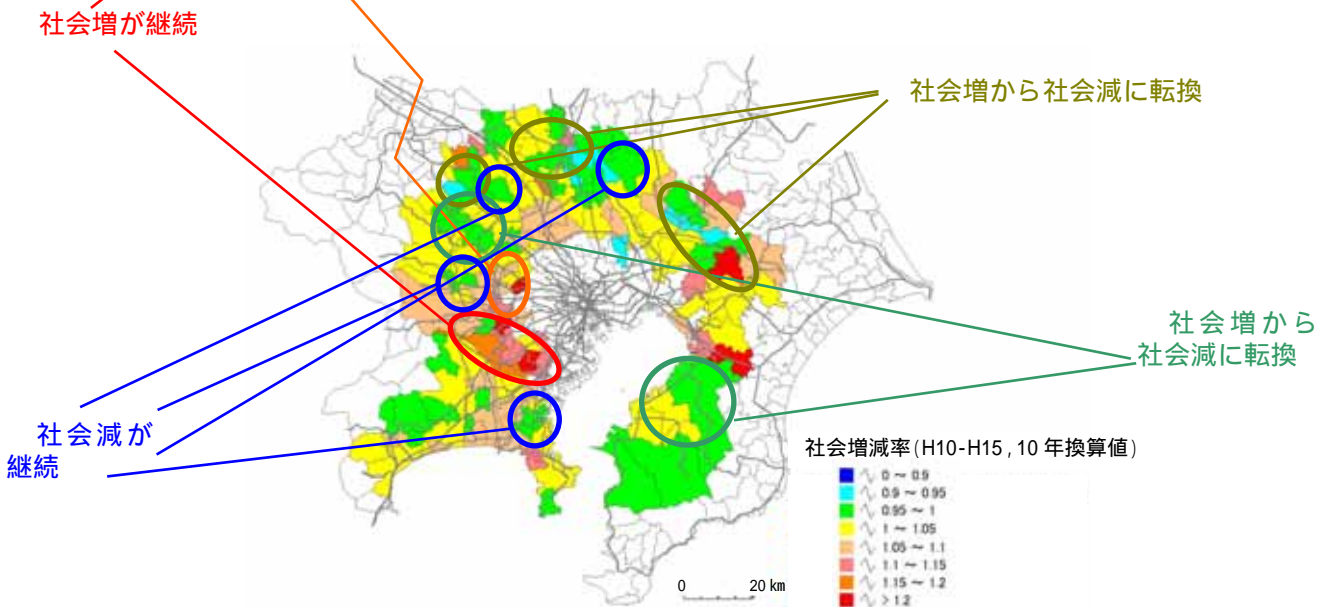 社会増が継続
社会増から社会減に転換
社会増から
社会減に転換
社会減が
継続
社会増減率(H10-H15, 10年換算値)
0 ~ 0.9
0.9 ~ 0.95
0.95 ~ 1
1 ~ 1.05
1.05 ~ 1.1
1.1 ~ 1.15
1.15 ~ 1.2
> 1.2
0 20 km